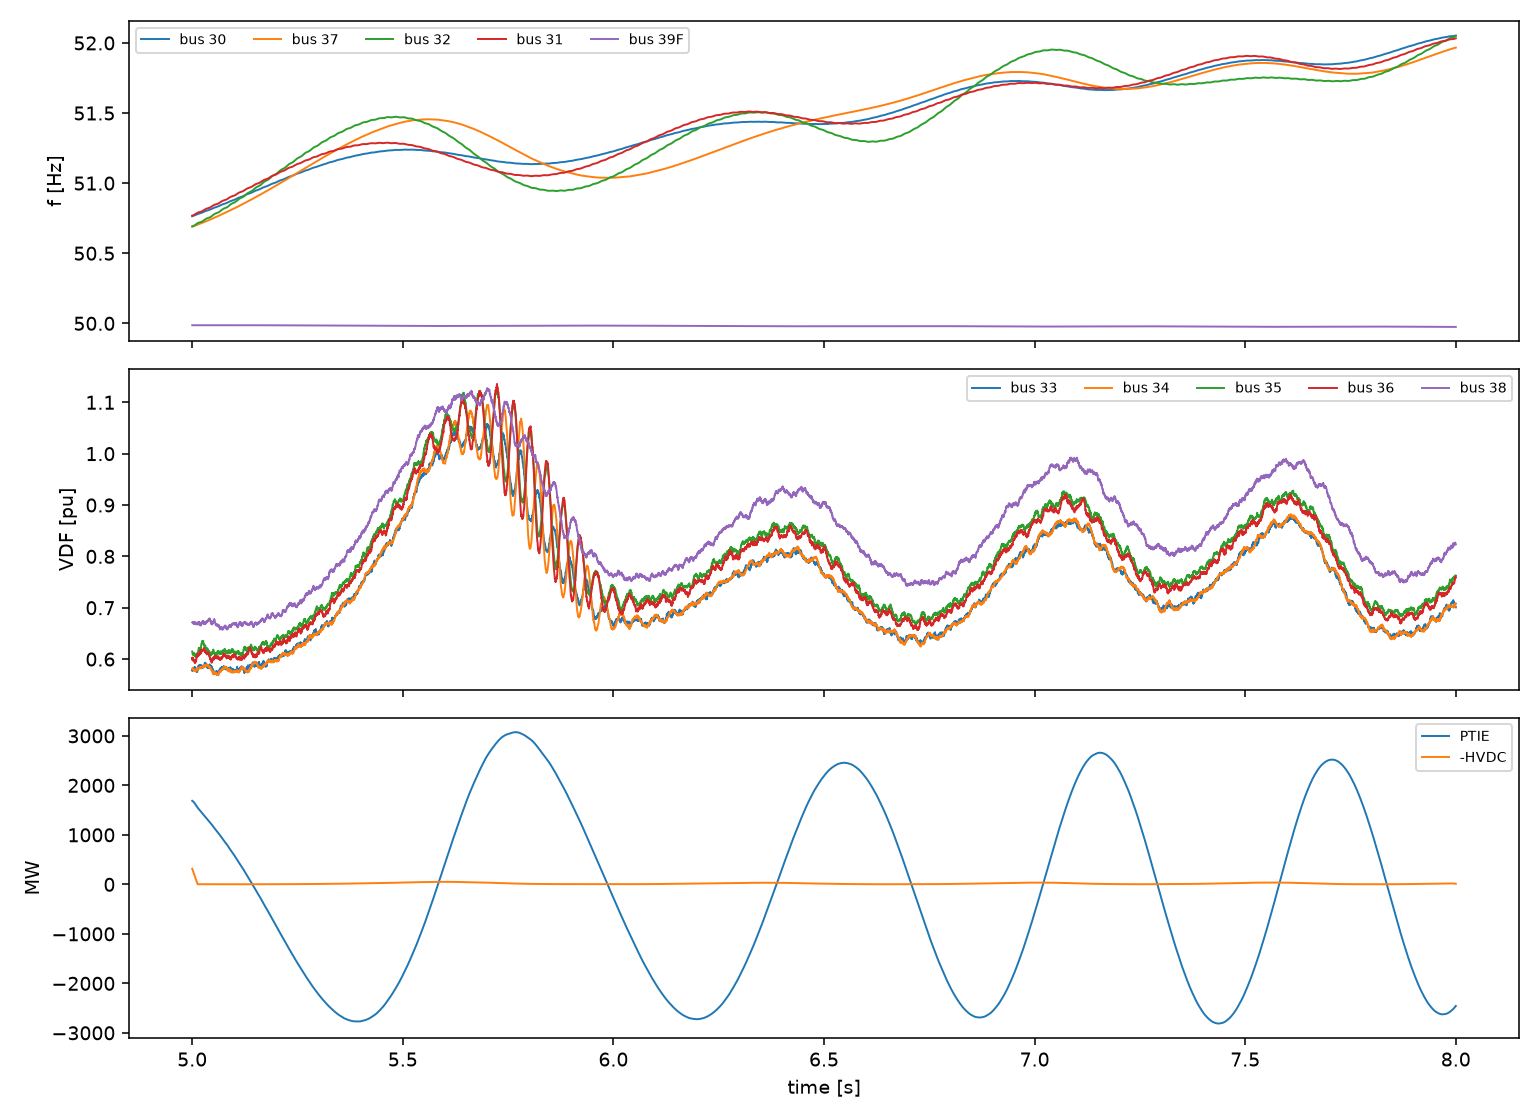 bus 30 bus 37 bus 32 bus 31 bus 39F
52.0
51.5
51.0
50.5
50.0
f [Hz]
bus 33 bus 34 bus 35 bus 36 bus 38
1.1
1.0
0.9
0.8
0.7
0.6
VDF [pu]
PTIE
-HVDC
3000
2000
1000
0
−1000
−2000
−3000
MW
5.0 5.5 6.0 6.5 7.0 7.5 8.0
time [s]